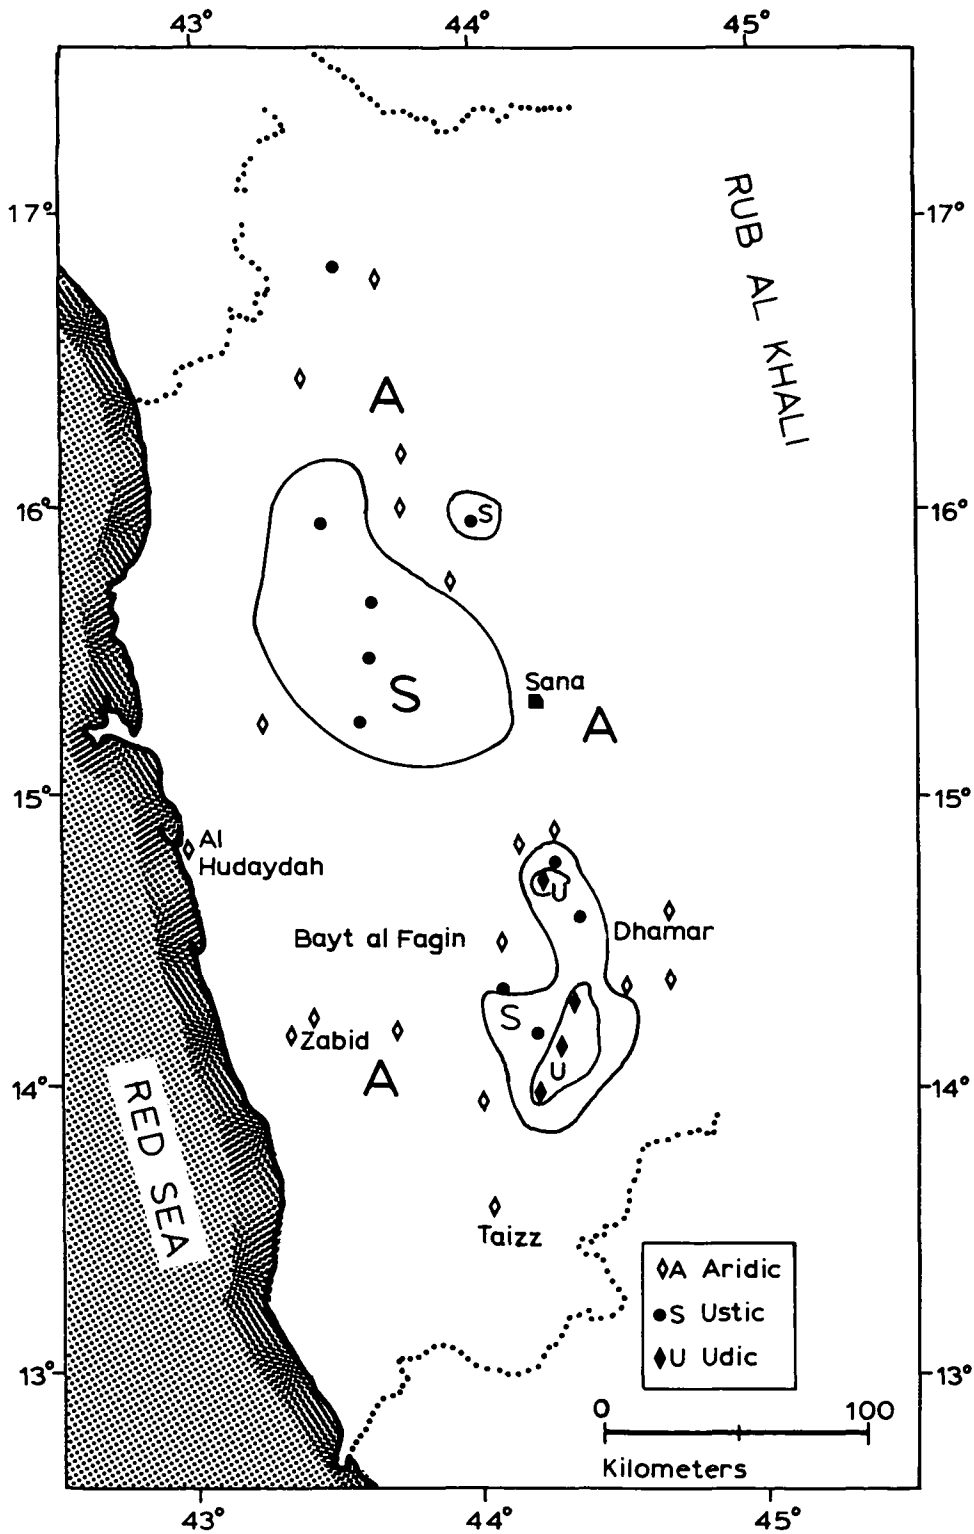 43° 44° 45°
17° 17°
RUB AL KHALI
A
16° 16°
S
S
Sana
A
15° 15°
Al
Hudaydah
U
Bayt al Fagin
Dhamar
S
Zabid
U
A
14° 14°
RED SEA
Taizz
A Aridic
S Ustic
U Udic
13° 13°
0 100
Kilometers
43° 44° 45°